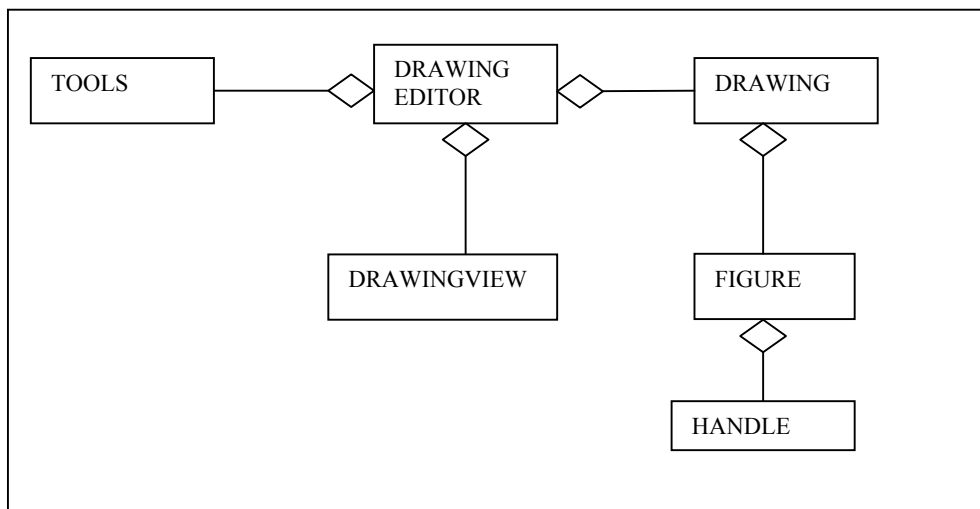 TOOLS
DRAWING
EDITOR
DRAWING
DRAWINGVIEW
FIGURE
HANDLE